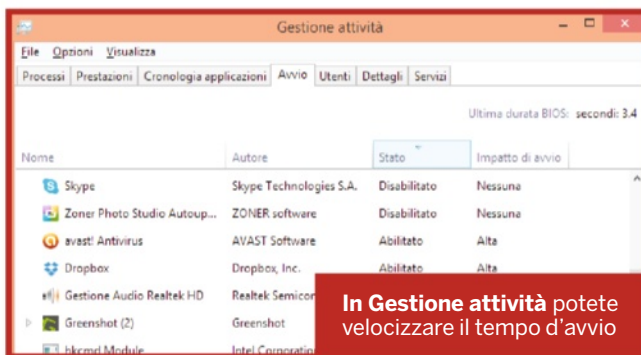 Gestione attività
File Opzioni Visualizza
Processi Prestazioni Cronologia applicazioni Avvio Utenti Dettagli Servizi
Ultima durata BIOS: secondi: 3.4
Nome Autore Stato Impatto di avvio
Skype Skype Technologies S.A. Disabilitato Nessuna
Zoner Photo Studio Autoup... ZONER software Disabilitato Nessuna
avast! Antivirus AVAST Software Abilitato Alta
Dropbox Dropbox, Inc. Abilitato Alta
Gestione Audio Realtek HD Realtek Semicon
Greenshot (2) Greenshot
hkcmd Module Intel Corporation
In Gestione attività potete
velocizzare il tempo d'avvio